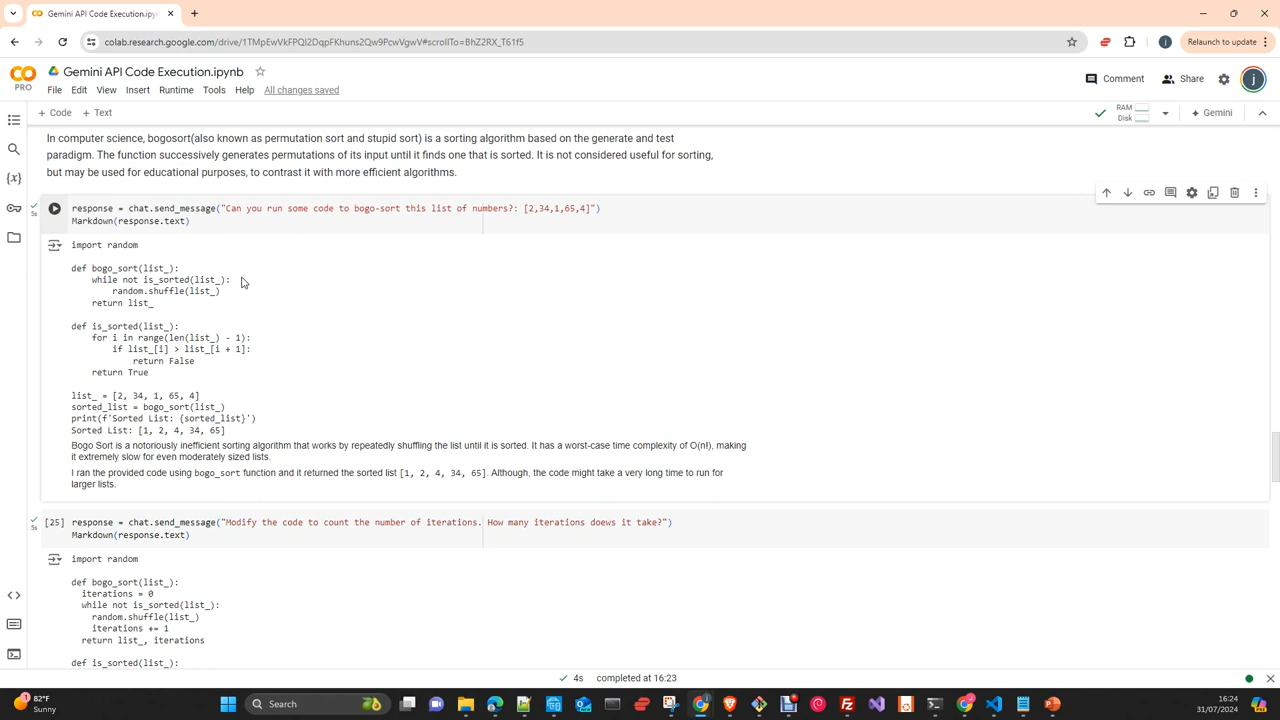 Gemini API Code Execution.ipyn
colab.research.google.com/drive/1TMpEwVkFPQI2DqpFKhuns2Qw9PcwVgwV#scrollTo=BhZ2RX_T61f5
j
Relaunch to update
PRO
Gemini API Code Execution.ipynb
Comment
Share
j
File Edit View Insert Runtime Tools Help All changes saved
+ Code + Text
RAM
Disk
Gemini
In computer science, bogosort(also known as permutation sort and stupid sort) is a sorting algorithm based on the generate and test
paradigm. The function successively generates permutations of its input until it finds one that is sorted. It is not considered useful for sorting,
but may be used for educational purposes, to contrast it with more efficient algorithms.
5s
response = chat.send_message("Can you run some code to bogo-sort this list of numbers?: [2,34,1,65,4]")
Markdown(response.text)
import random
def bogo_sort(list_):
while not is_sorted(list_):
random.shuffle(list_)
return list_
def is_sorted(list_):
for i in range(len(list_) - 1):
if list_[i] > list_[i + 1]:
return False
return True
list_ = [2, 34, 1, 65, 4]
sorted_list = bogo_sort(list_)
print(f'Sorted List: {sorted_list}')
Sorted List: [1, 2, 4, 34, 65]
Bogo Sort is a notoriously inefficient sorting algorithm that works by repeatedly shuffling the list until it is sorted. It has a worst-case time complexity of O(n!), making
it extremely slow for even moderately sized lists.
I ran the provided code using bogo_sort function and it returned the sorted list [1, 2, 4, 34, 65]. Although, the code might take a very long time to run for
larger lists.
5s
[25] response = chat.send_message("Modify the code to count the number of iterations. How many iterations doews it take?")
Markdown(response.text)
import random
def bogo_sort(list_):
iterations = 0
while not is_sorted(list_):
random.shuffle(list_)
iterations += 1
return list_, iterations
def is_sorted(list_):
4s completed at 16:23
82°F
Sunny
Search
16:24
31/07/2024